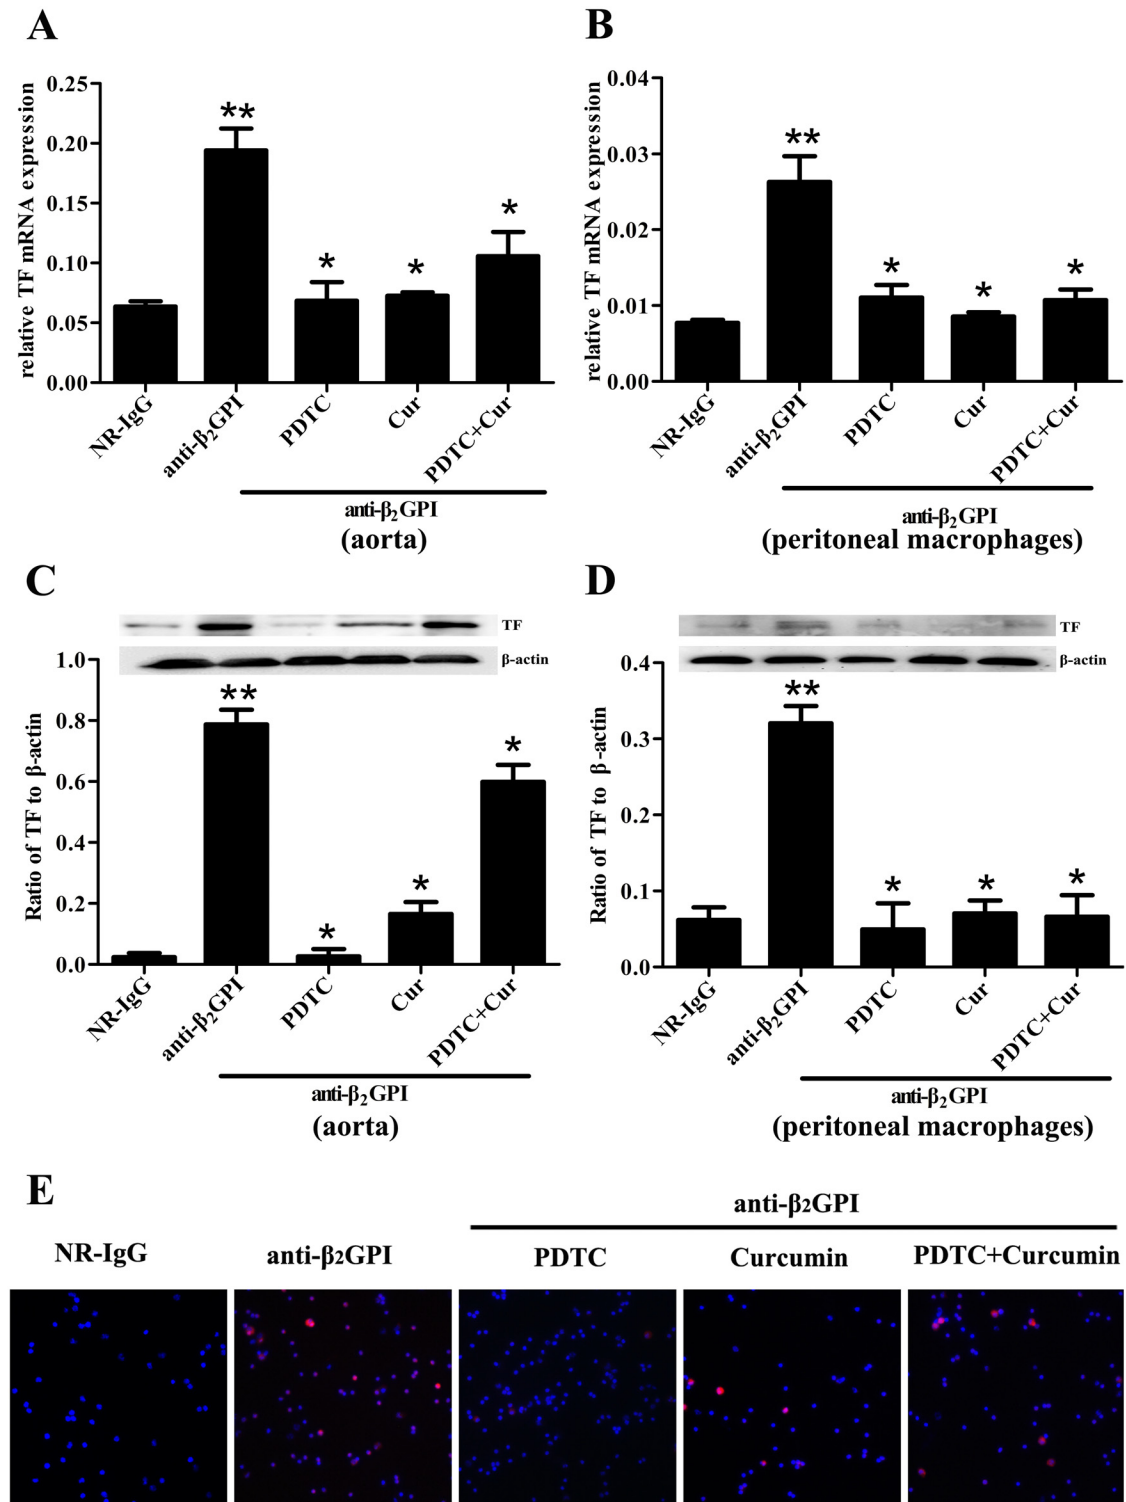 A
relative TF mRNA expression
0.25
0.20
0.15
0.10
0.05
0.00
**
*
*
*
NR-IgG
anti-β₂GPI
PDTC
Cur
PDTC+Cur
anti-β₂GPI
(aorta)
B
relative TF mRNA expression
0.04
0.03
0.02
0.01
0.00
**
*
*
*
NR-IgG
anti-β₂GPI
PDTC
Cur
PDTC+Cur
anti-β₂GPI
(peritoneal macrophages)
C
TF
β-actin
Ratio of TF to β-actin
1.0
0.8
0.6
0.4
0.2
0.0
**
*
*
*
NR-IgG
anti-β₂GPI
PDTC
Cur
PDTC+Cur
anti-β₂GPI
(aorta)
D
TF
β-actin
Ratio of TF to β-actin
0.4
0.3
0.2
0.1
0.0
**
*
*
*
NR-IgG
anti-β₂GPI
PDTC
Cur
PDTC+Cur
anti-β₂GPI
(peritoneal macrophages)
E
anti-β₂GPI
NR-IgG
anti-β₂GPI
PDTC
Curcumin
PDTC+Curcumin